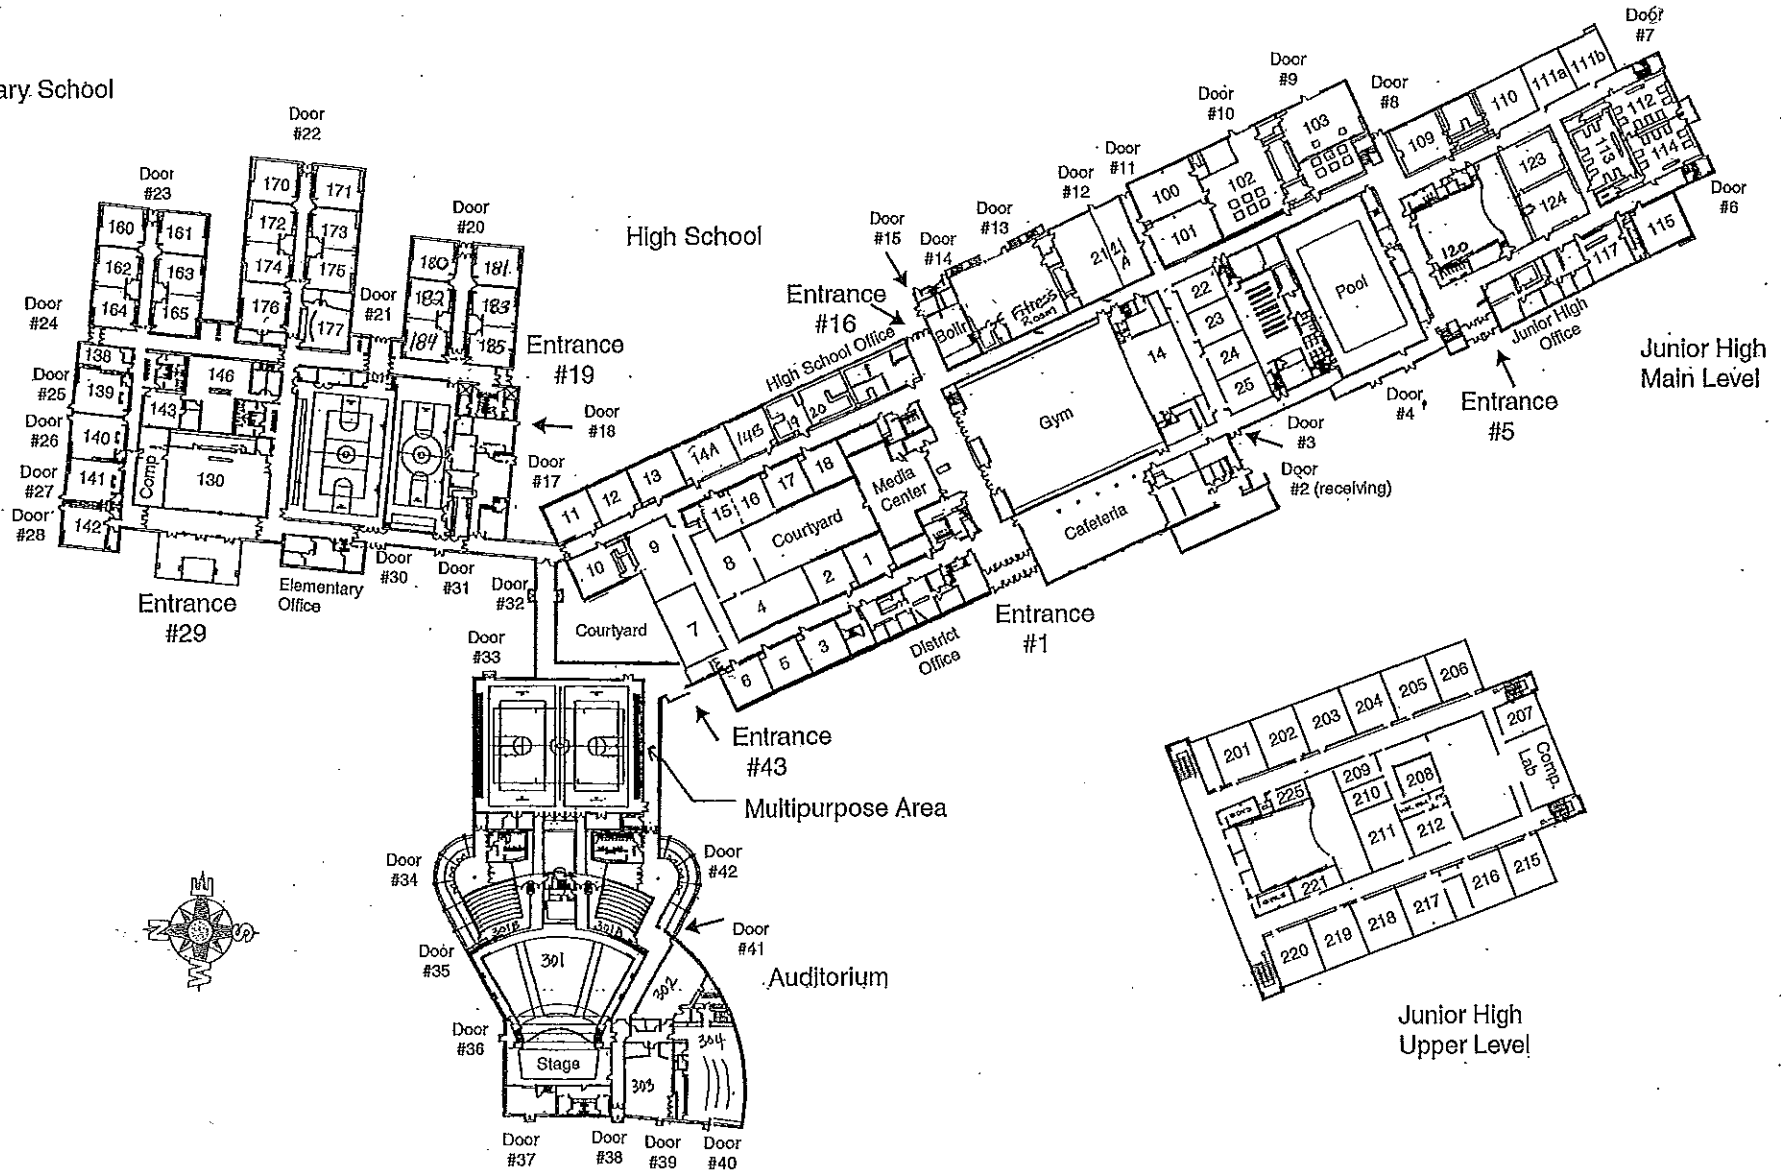 ary School
Door
#22
Door
#23
Door
#20
Door
#24
Door
#21
Entrance
#19
Door
#18
Door
#17
Door
#25
Door
#26
Door
#27
Door
#28
160
161
162
163
164
165
170
171
172
173
174
175
176
177
180
181
182
183
184
185
138
139
140
141
142
143
146
130
Comp.
Entrance
#29
Elementary
Office
Door
#30
Door
#31
Door
#32
Door
#33
High School
Door
#15
Door
#14
Door
#13
Door
#12
Door
#11
Door
#10
Door
#9
Door
#8
Door
#7
Door
#6
Entrance
#16
High School Office
Boilr
Fitness
Room
21
21
A
100
101
102
103
109
110
111a
111b
112
113
114
115
117
120
123
124
Junior High
Office
Junior High
Main Level
Entrance
#5
Door
#4
Door
#3
Door
#2 (receiving)
Pool
22
23
24
25
14
Gym
Cafeteria
Media
Center
Courtyard
11
12
13
14A
14B
19
20
15
16
17
18
10
9
8
7
4
2
1
6
5
3
District
Office
Entrance
#1
Courtyard
Entrance
#43
Multipurpose Area
Door
#34
Door
#42
Door
#35
Door
#41
301B
301A
301
302
Auditorium
Door
#36
Stage
303
304
Door
#37
Door
#38
Door
#39
Door
#40
N
E
S
W
201
202
203
204
205
206
207
Comp.
Lab
208
209
210
211
212
225
BOYS
221
GIRLS
215
216
217
218
219
220
Junior High
Upper Level